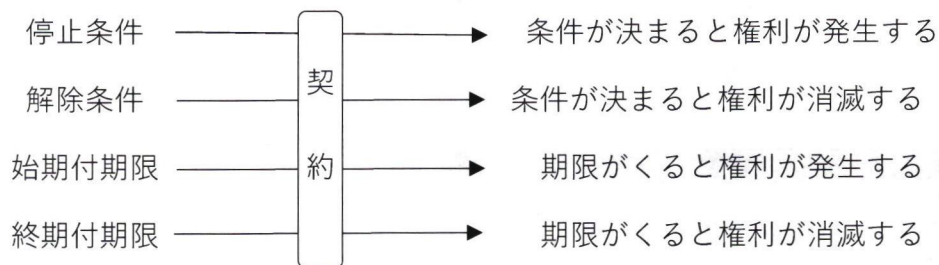 停止条件 契約 条件が決まると権利が発生する
解除条件 条件が決まると権利が消滅する
始期付期限 期限がくると権利が発生する
終期付期限 期限がくると権利が消滅する